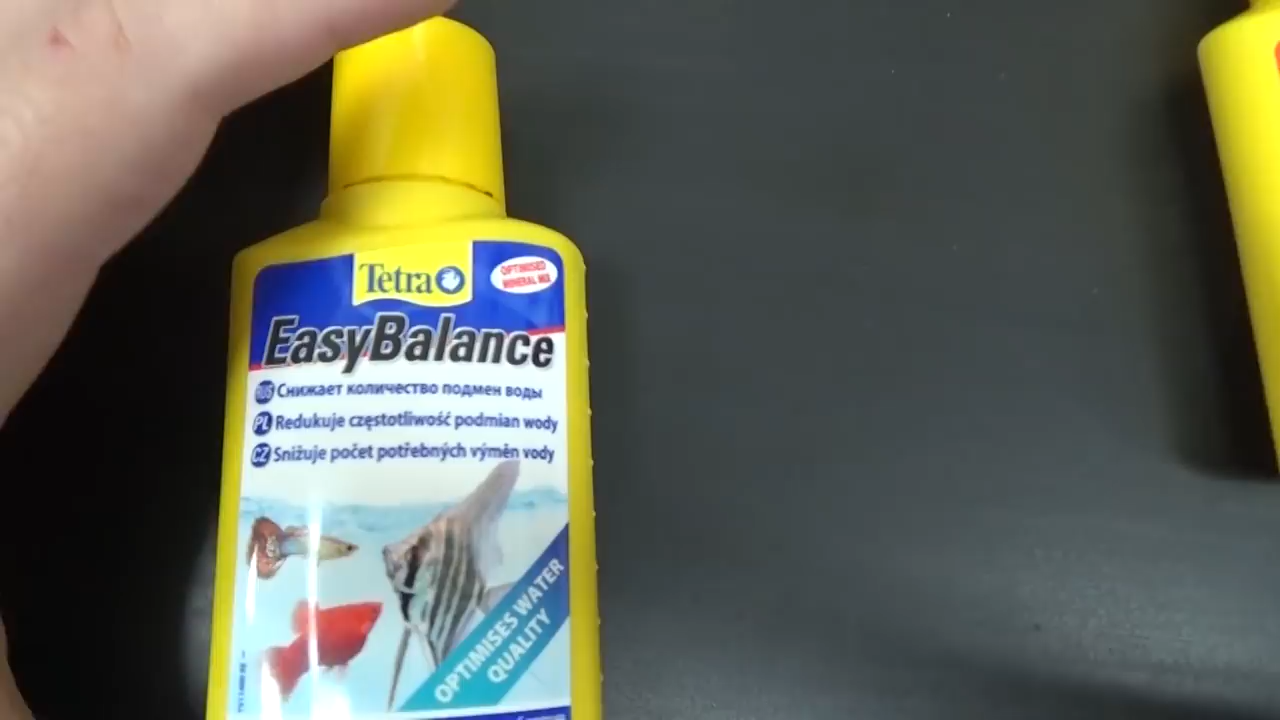 Tetra
OPTIMISED
MINERAL MIX
EasyBalance
RUS Снижает количество подмен воды
PL Redukuje częstotliwość podmian wody
CZ Snižuje počet potřebných výměn vody
OPTIMISES WATER
QUALITY